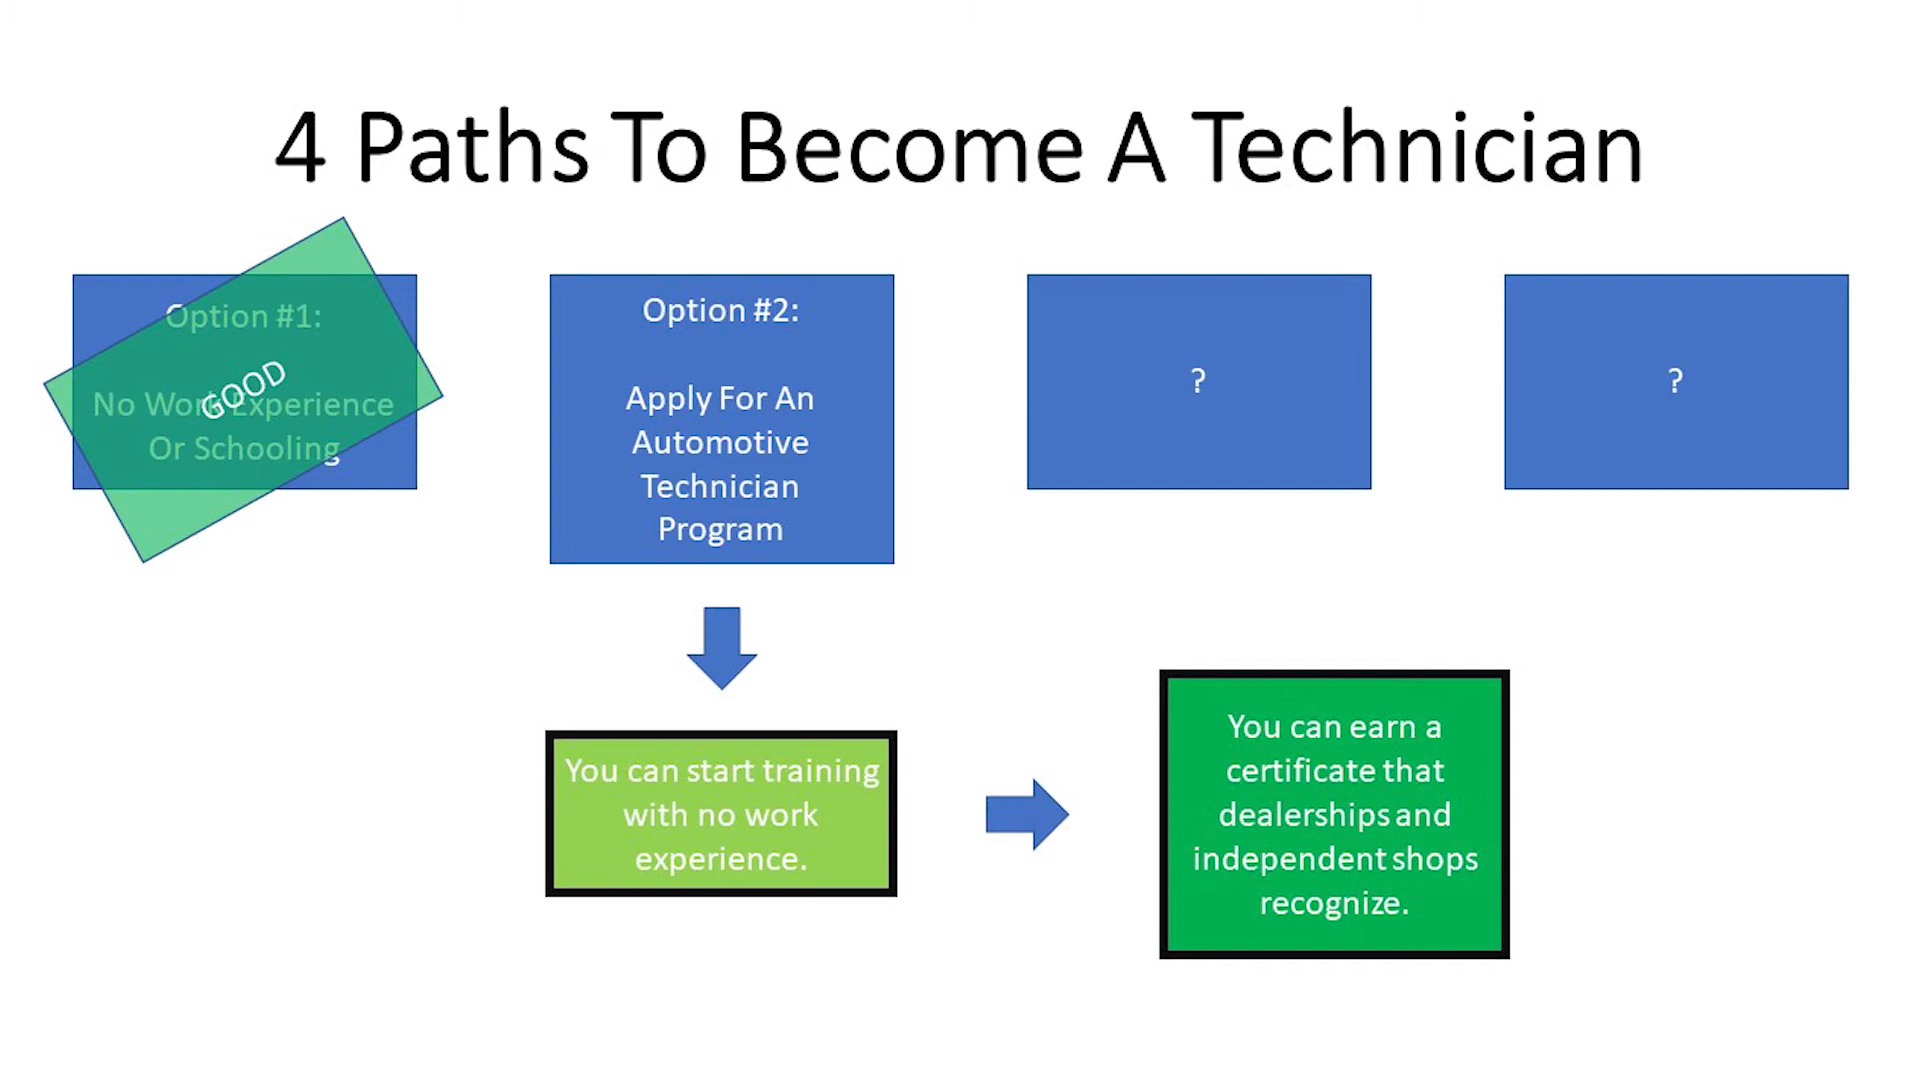 4 Paths To Become A Technician
Option #1:
No Work Experience
Or Schooling
GOOD
Option #2:
Apply For An
Automotive
Technician
Program
?
?
You can start training
with no work
experience.
You can earn a
certificate that
dealerships and
independent shops
recognize.